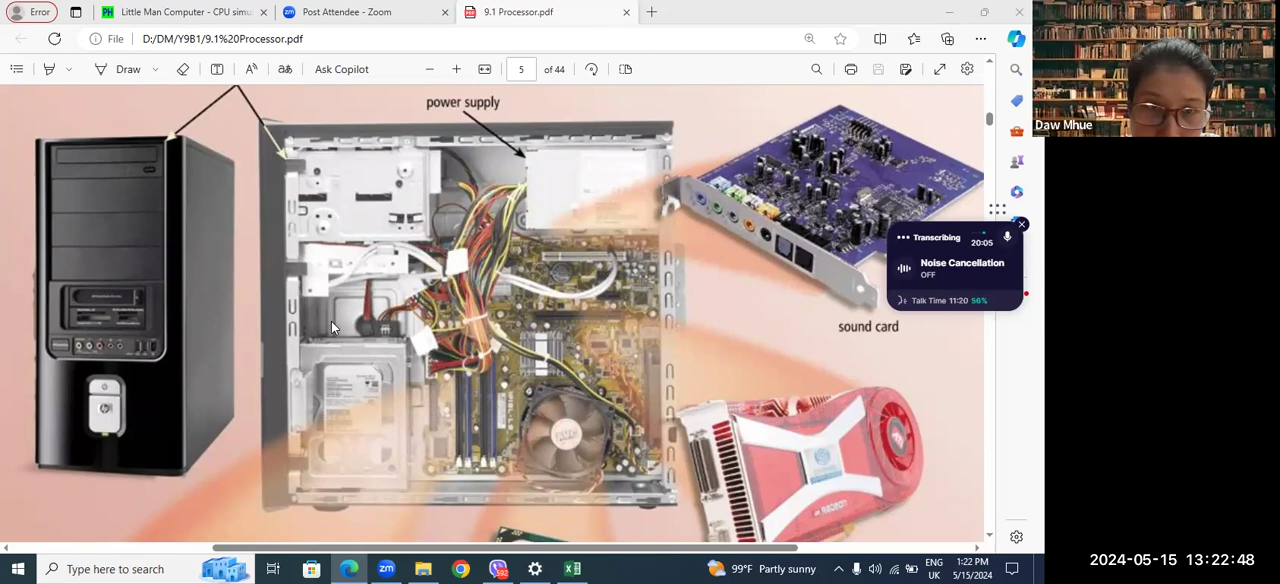 Error
Little Man Computer - CPU simu
Post Attendee - Zoom
9.1 Processor.pdf
File
D:/DM/Y9B1/9.1%20Processor.pdf
Draw
Ask Copilot
5
of 44
power supply
sound card
RADEON
Transcribing
20:05
Noise Cancellation
OFF
Talk Time 11:20 56%
Daw Mhue
Type here to search
592
99°F Partly sunny
ENG
UK
1:22 PM
5/15/2024
2024-05-15 13:22:48